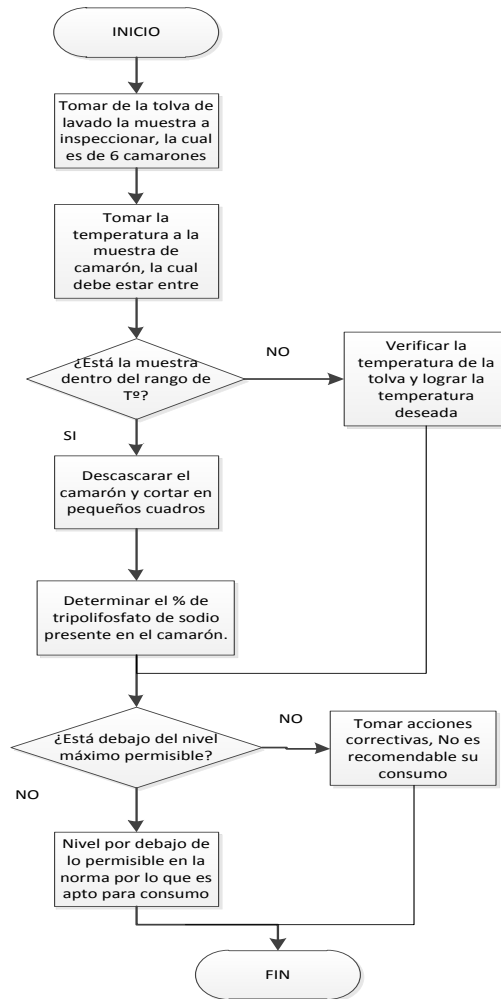 INICIO
Tomar de la tolva de
lavado la muestra a
inspeccionar, la cual
es de 6 camarones
Tomar la
temperatura a la
muestra de
camarón, la cual
debe estar entre
¿Está la muestra
dentro del rango de
Tº?
NO
Verificar la
temperatura de la
tolva y lograr la
temperatura
deseada
SI
Descascarar el
camarón y cortar en
pequeños cuadros
Determinar el % de
tripolifosfato de sodio
presente en el camarón.
¿Está debajo del nivel
máximo permisible?
NO
Tomar acciones
correctivas, No es
recomendable su
consumo
NO
Nivel por debajo de
lo permisible en la
norma por lo que es
apto para consumo
FIN